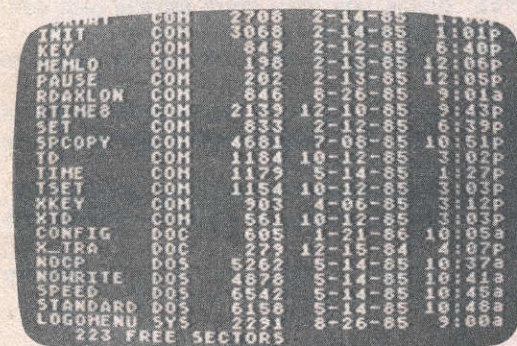 COM 2708 2-14-85
INIT COM 3068 2-14-85 1:01p
KEY COM 849 2-12-85 6:40p
MEMLO COM 198 2-13-85 12:06p
PAUSE COM 202 2-13-85 12:05p
RDAXLON COM 846 8-26-85 9:01a
RTIME8 COM 2139 12-10-85 9:43p
SET COM 833 2-12-85 6:39p
SPCOPY COM 4681 7-08-85 10:51p
TD COM 1184 10-12-85 3:02p
TIME COM 1179 5-14-85 1:27p
TSET COM 1154 10-12-85 3:03p
XKEY COM 903 4-06-85 3:12p
XTD COM 561 10-12-85 3:03p
CONFIG DOC 605 1-21-86 10:05a
X_TRA DOC 279 12-15-84 4:07p
NOCP DOS 5262 5-14-85 10:37a
NOWRITE DOS 4878 5-14-85 10:41a
SPEED DOS 6542 5-14-85 10:45a
STANDARD DOS 6158 5-14-85 10:48a
LOGOMENU SYS 2291 8-26-85 9:00a
223 FREE SECTORS